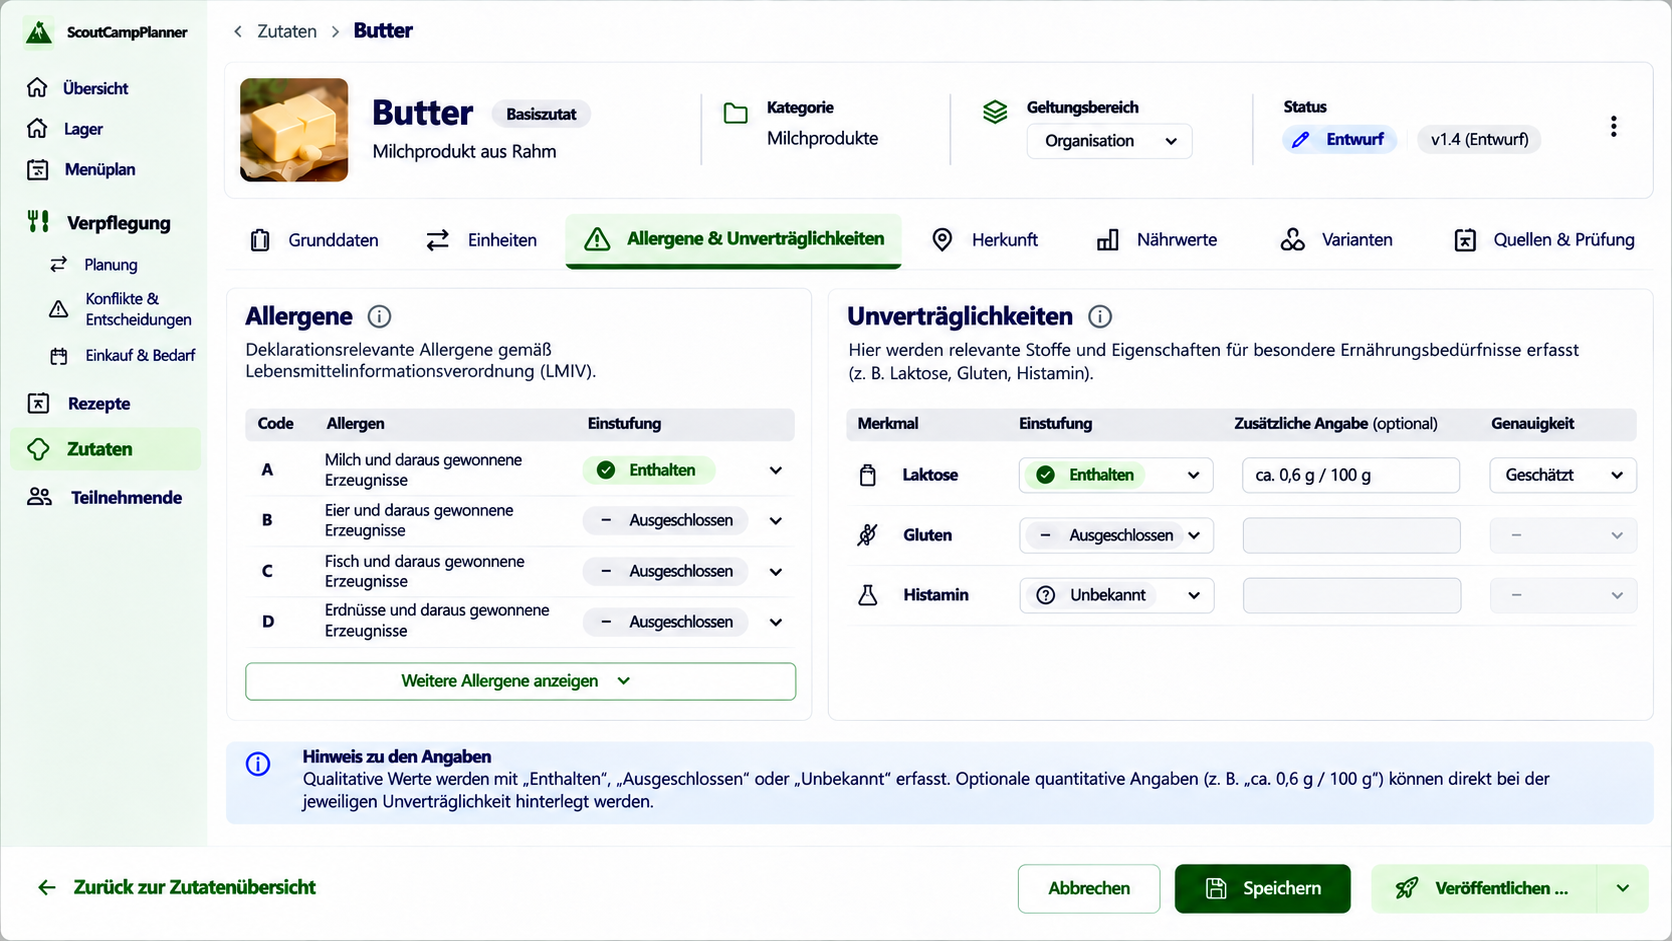 ScoutCampPlanner
Übersicht
Lager
Menüplan
Verpflegung
Planung
Konflikte &
Entscheidungen
Einkauf & Bedarf
Rezepte
Zutaten
Teilnehmende
Zutaten
Butter
Butter
Basiszutat
Milchprodukt aus Rahm
Kategorie
Milchprodukte
Geltungsbereich
Organisation
Status
Entwurf
v1.4 (Entwurf)
Grunddaten
Einheiten
Allergene & Unverträglichkeiten
Herkunft
Nährwerte
Varianten
Quellen & Prüfung
Allergene
Deklarationsrelevante Allergene gemäß
Lebensmittelinformationsverordnung (LMIV).
Code Allergen Einstufung
A Milch und daraus gewonnene
Erzeugnisse
Enthalten
B Eier und daraus gewonnene
Erzeugnisse
– Ausgeschlossen
C Fisch und daraus gewonnene
Erzeugnisse
– Ausgeschlossen
D Erdnüsse und daraus gewonnene
Erzeugnisse
– Ausgeschlossen
Weitere Allergene anzeigen
Unverträglichkeiten
Hier werden relevante Stoffe und Eigenschaften für besondere Ernährungsbedürfnisse erfasst
(z. B. Laktose, Gluten, Histamin).
Merkmal Einstufung Zusätzliche Angabe (optional) Genauigkeit
Laktose Enthalten ca. 0,6 g / 100 g Geschätzt
Gluten – Ausgeschlossen –
Histamin Unbekannt –
Hinweis zu den Angaben
Qualitative Werte werden mit „Enthalten“, „Ausgeschlossen“ oder „Unbekannt“ erfasst. Optionale quantitative Angaben (z. B. „ca. 0,6 g / 100 g“) können direkt bei der
jeweiligen Unverträglichkeit hinterlegt werden.
Zurück zur Zutatenübersicht
Abbrechen
Speichern
Veröffentlichen ...